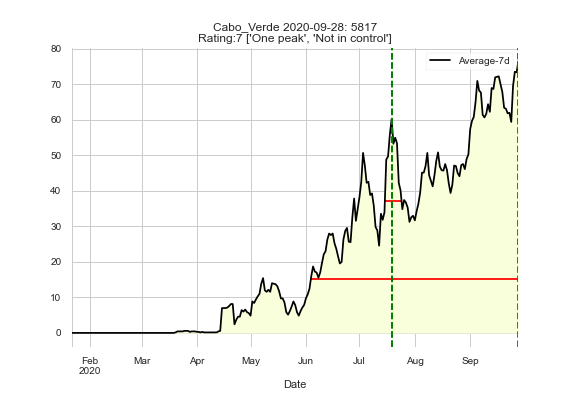 Cabo_Verde 2020-09-28: 5817
Rating:7 ['One peak', 'Not in control']
Average-7d
80
70
60
50
40
30
20
10
0
Feb Mar Apr May Jun Jul Aug Sep
2020
Date